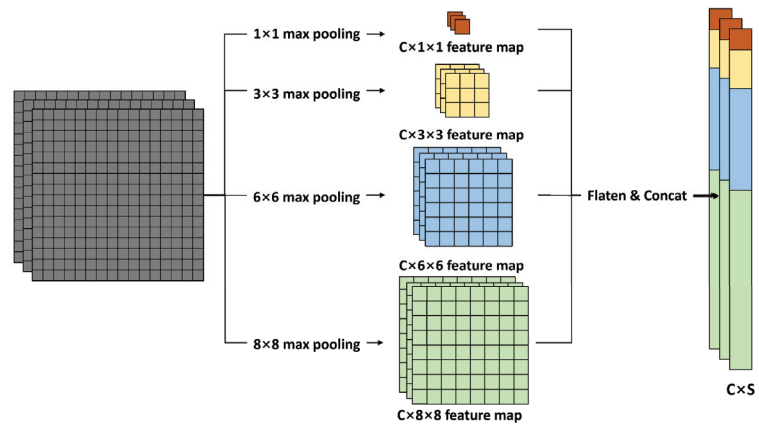 1×1 max pooling
C×1×1 feature map
3×3 max pooling
C×3×3 feature map
6×6 max pooling
Flaten & Concat
C×6×6 feature map
8×8 max pooling
C×8×8 feature map
C×S